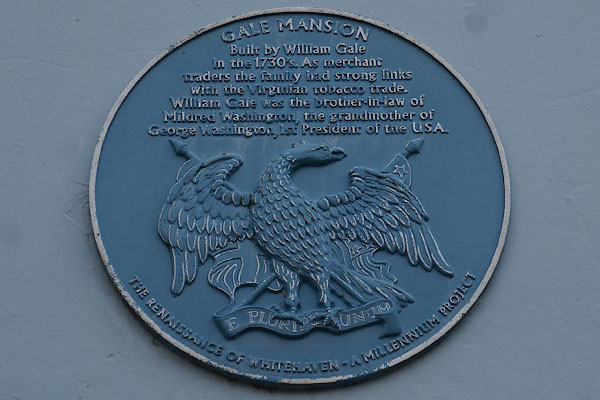 GALE MANSION
Built by William Gale
In the 1730's. As merchant
traders the family had strong links
with the Virginian tobacco trade.
William Gale was the brother-in-law of
Mildred Washington, the grandmother of
George Washington, 1st President of the USA.
E PLURIBUS UNUM
THE RENAISSANCE OF WHITEHAVEN - A MILLENNIUM PROJECT